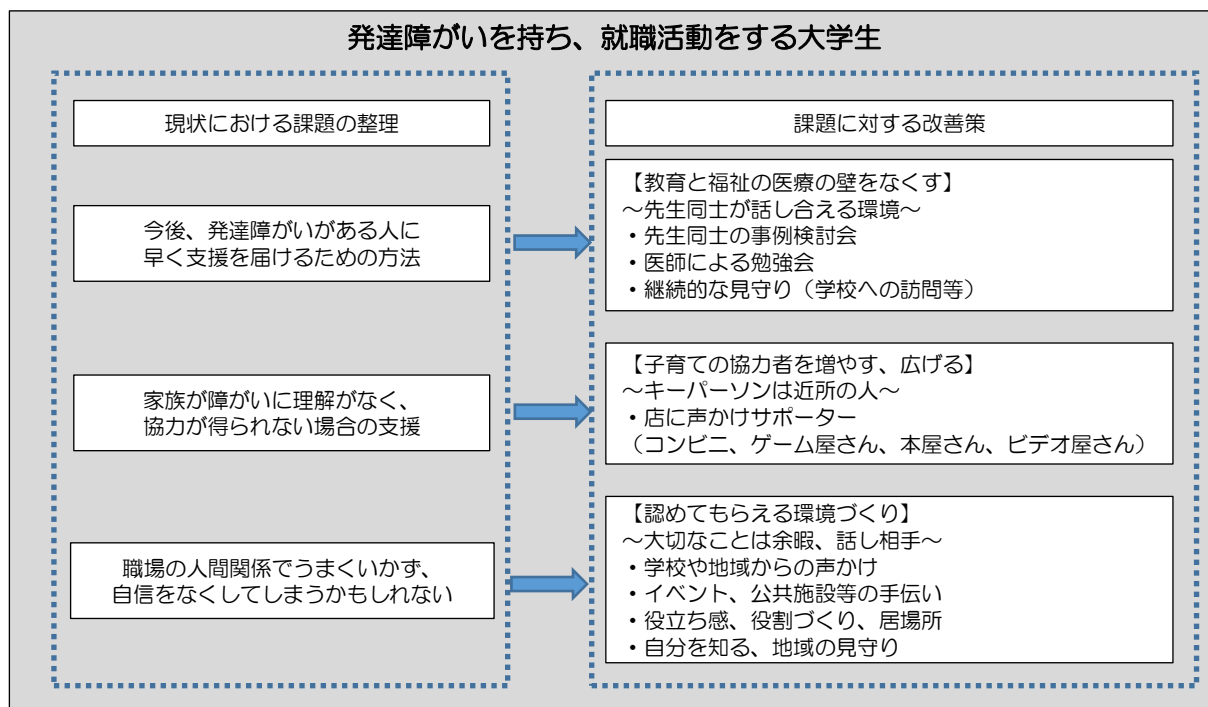 発達障がいを持ち、就職活動をする大学生
現状における課題の整理
課題に対する改善策
今後、発達障がいがある人に
早く支援を届けるための方法
【教育と福祉の医療の壁をなくす】
～先生同士が話し合える環境～
・先生同士の事例検討会
・医師による勉強会
・継続的な見守り（学校への訪問等）
家族が障がいに理解がなく、
協力が得られない場合の支援
【子育ての協力者を増やす、広げる】
～キーパーソンは近所の人～
・店に声かけサポーター
（コンビニ、ゲーム屋さん、本屋さん、ビデオ屋さん）
職場の人間関係でうまくいかず、
自信をなくしてしまうかもしれない
【認めてもらえる環境づくり】
～大切なことは余暇、話し相手～
・学校や地域からの声かけ
・イベント、公共施設等の手伝い
・役立ち感、役割づくり、居場所
・自分を知る、地域の見守り